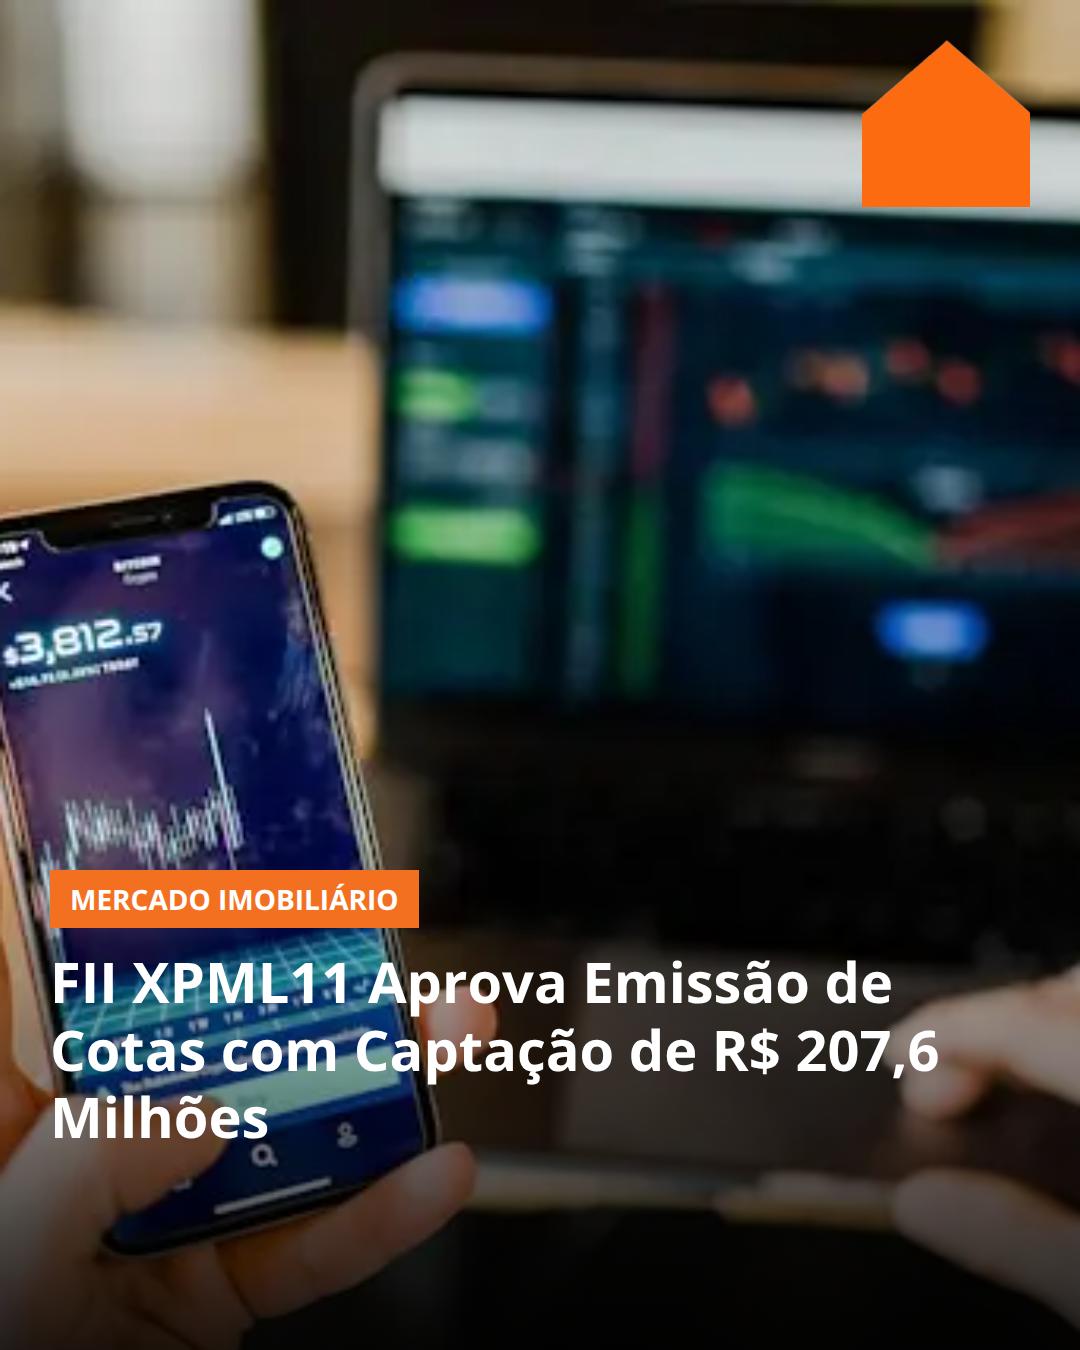 $3,812.57
MERCADO IMOBILIÁRIO
FII XPML11 Aprova Emissão de
Cotas com Captação de R$ 207,6
Milhões